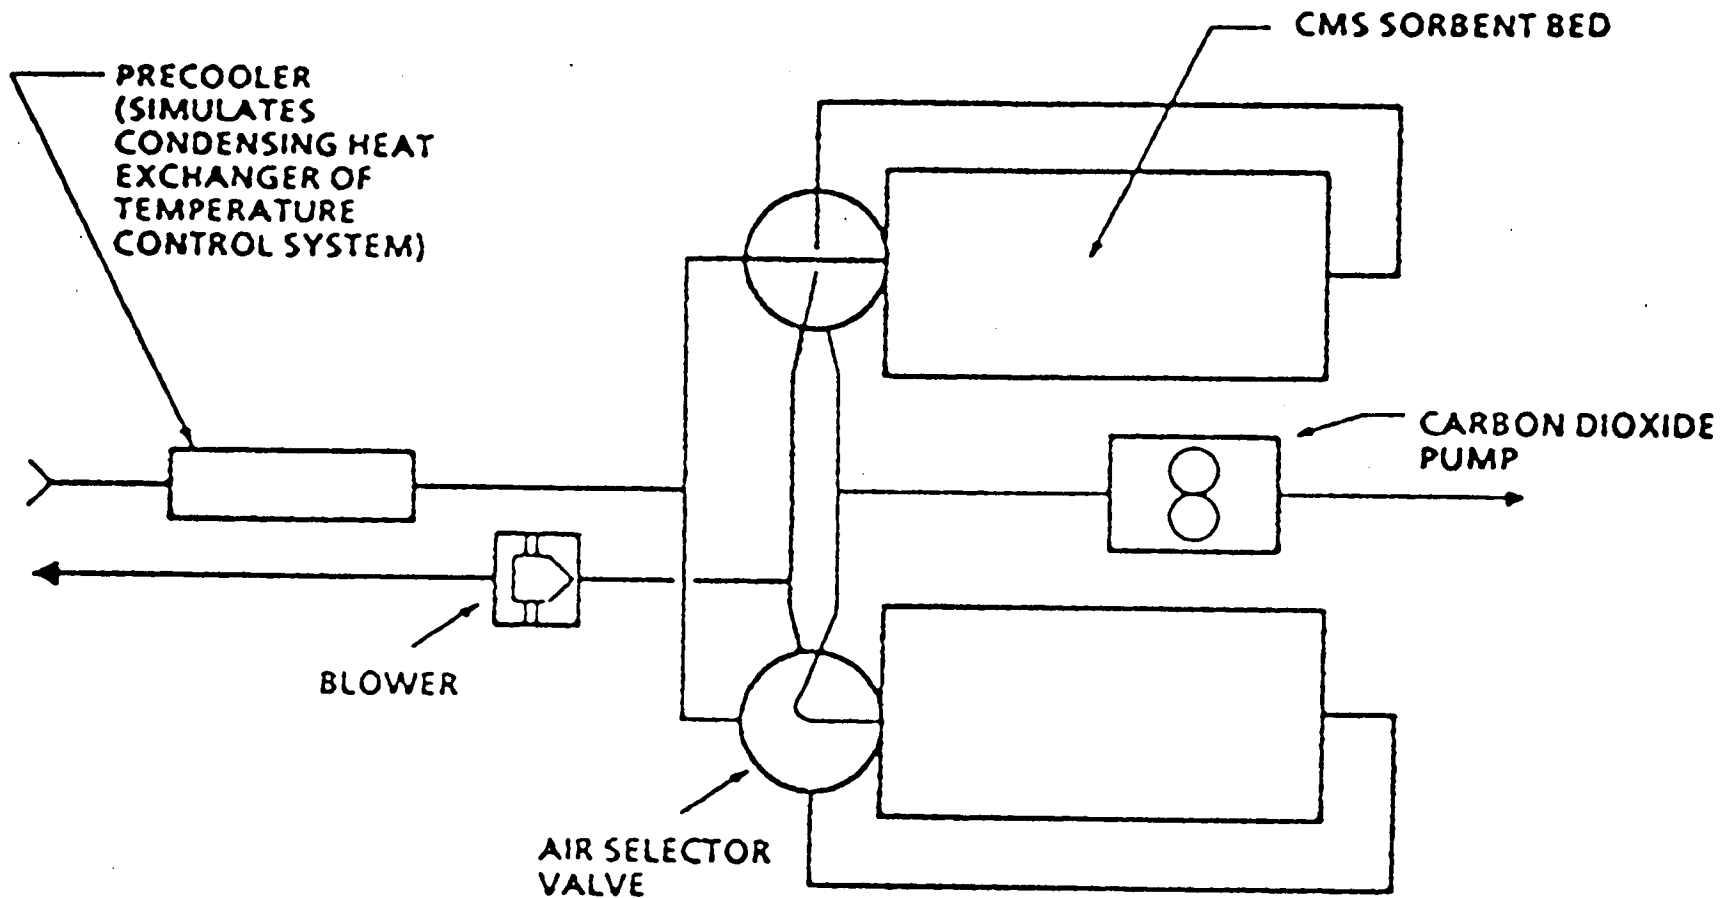 CMS SORBENT BED
PRECOOLER
(SIMULATES
CONDENSING HEAT
EXCHANGER OF
TEMPERATURE
CONTROL SYSTEM)
CARBON DIOXIDE
PUMP
BLOWER
AIR SELECTOR
VALVE